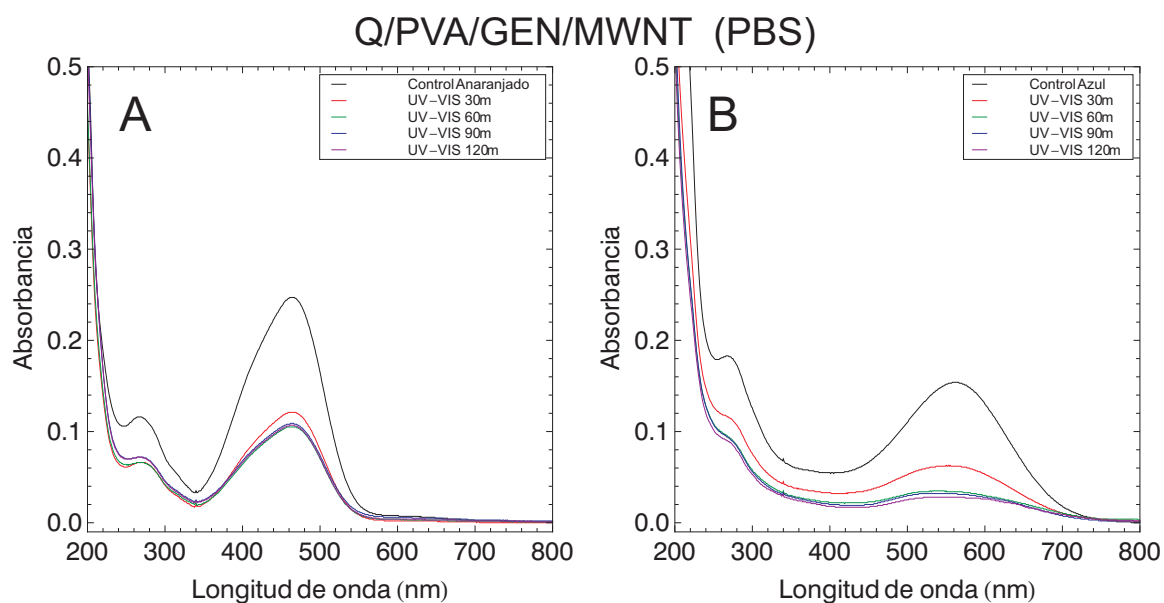 Q/PVA/GEN/MWNT (PBS)
A
Control Anaranjado
UV-VIS 30m
UV-VIS 60m
UV-VIS 90m
UV-VIS 120m
0.5
0.4
0.3
0.2
0.1
0.0
Absorbancia
200 300 400 500 600 700 800
Longitud de onda (nm)
B
Control Azul
UV-VIS 30m
UV-VIS 60m
UV-VIS 90m
UV-VIS 120m
0.5
0.4
0.3
0.2
0.1
0.0
Absorbancia
200 300 400 500 600 700 800
Longitud de onda (nm)